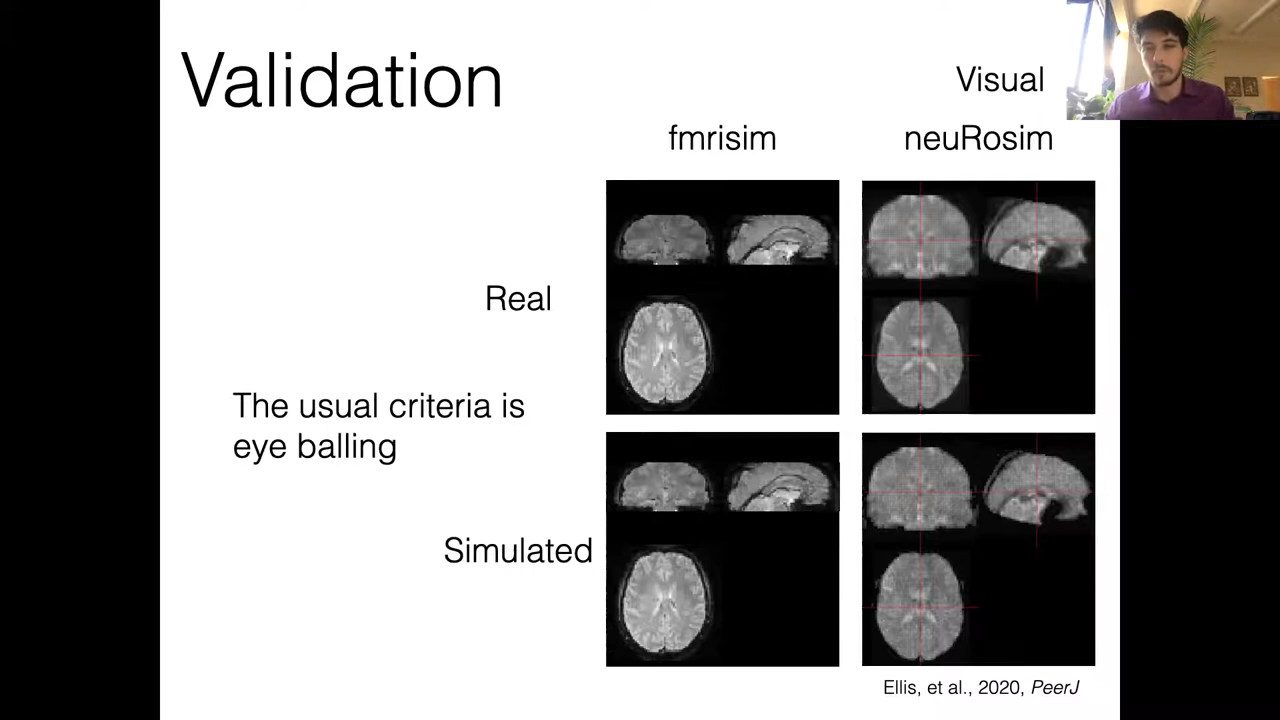 Validation
Visual
fmrisim
neuRosim
Real
The usual criteria is
eye balling
Simulated
Ellis, et al., 2020, PeerJ